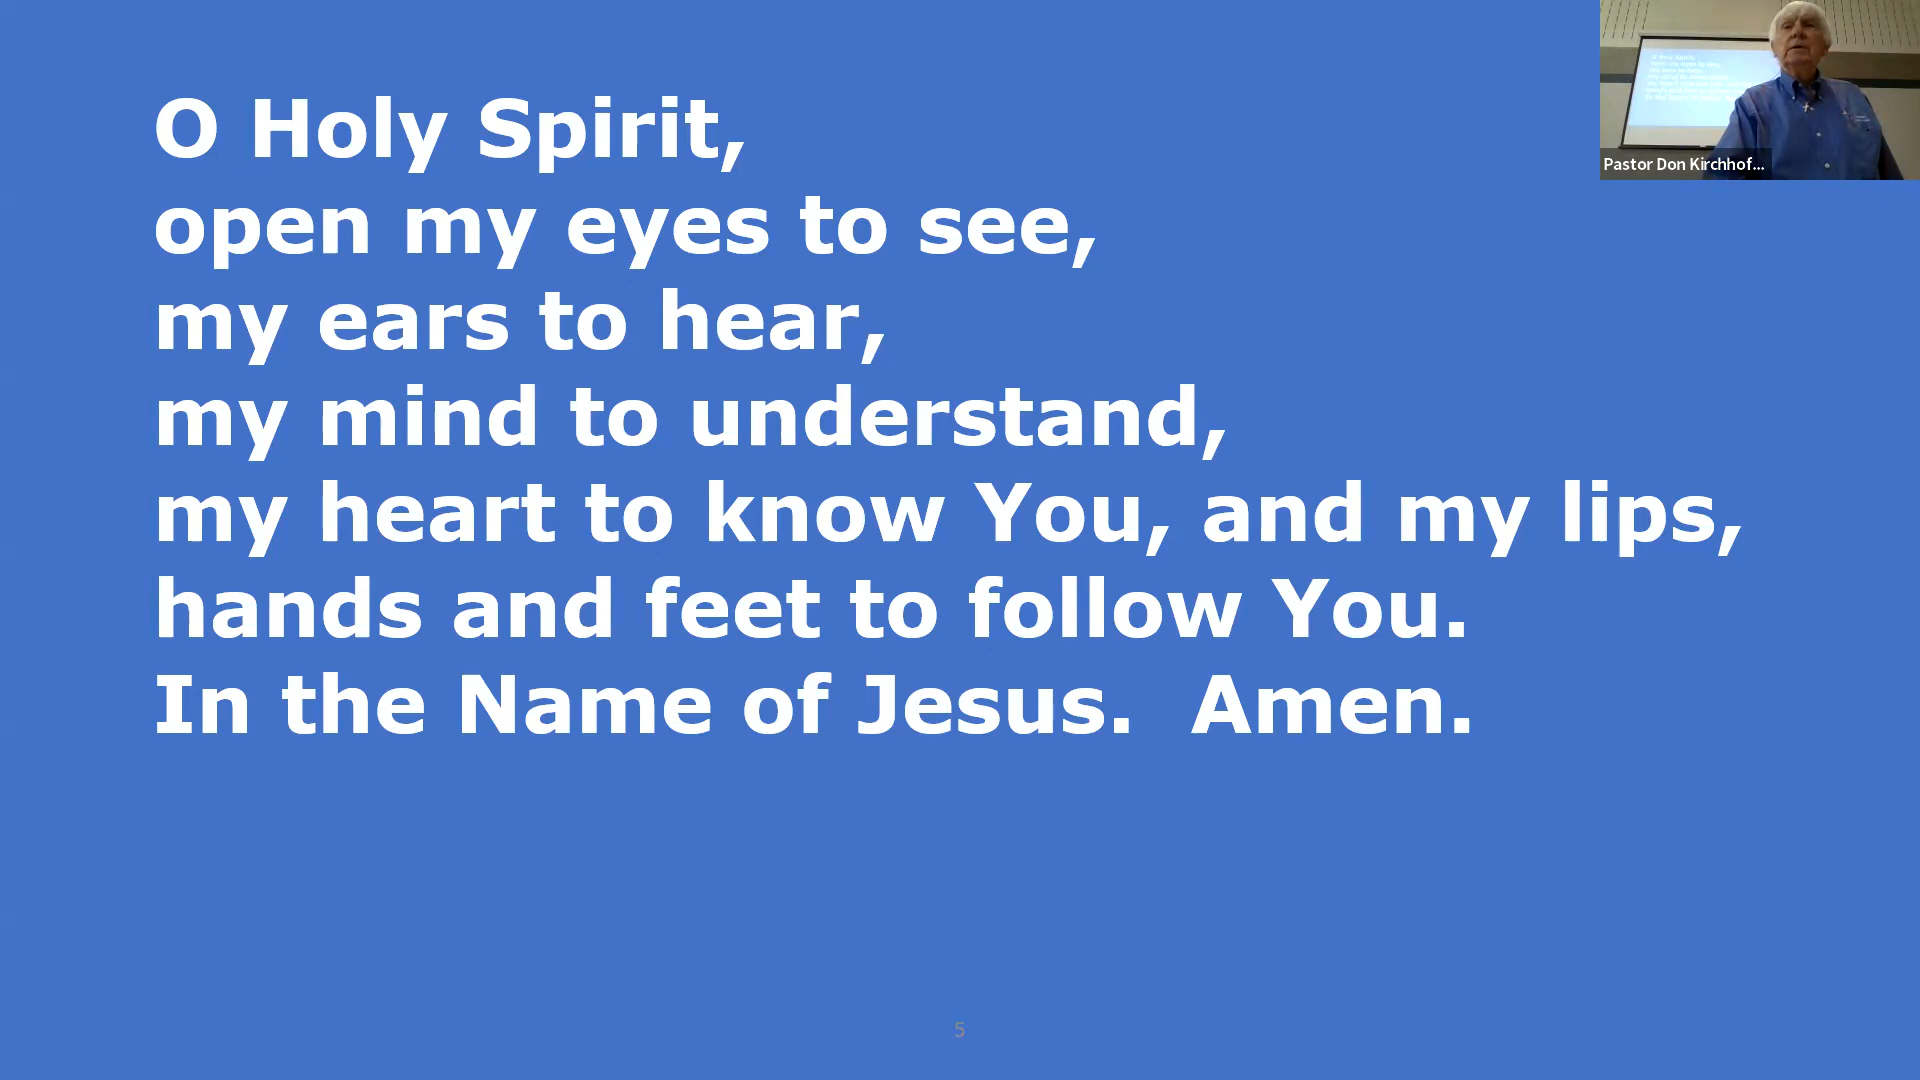 O Holy Spirit,
open my eyes to see,
my ears to hear,
my mind to understand,
my heart to know You, and my lips,
hands and feet to follow You.
In the Name of Jesus.  Amen.
Pastor Don Kirchhof...
5